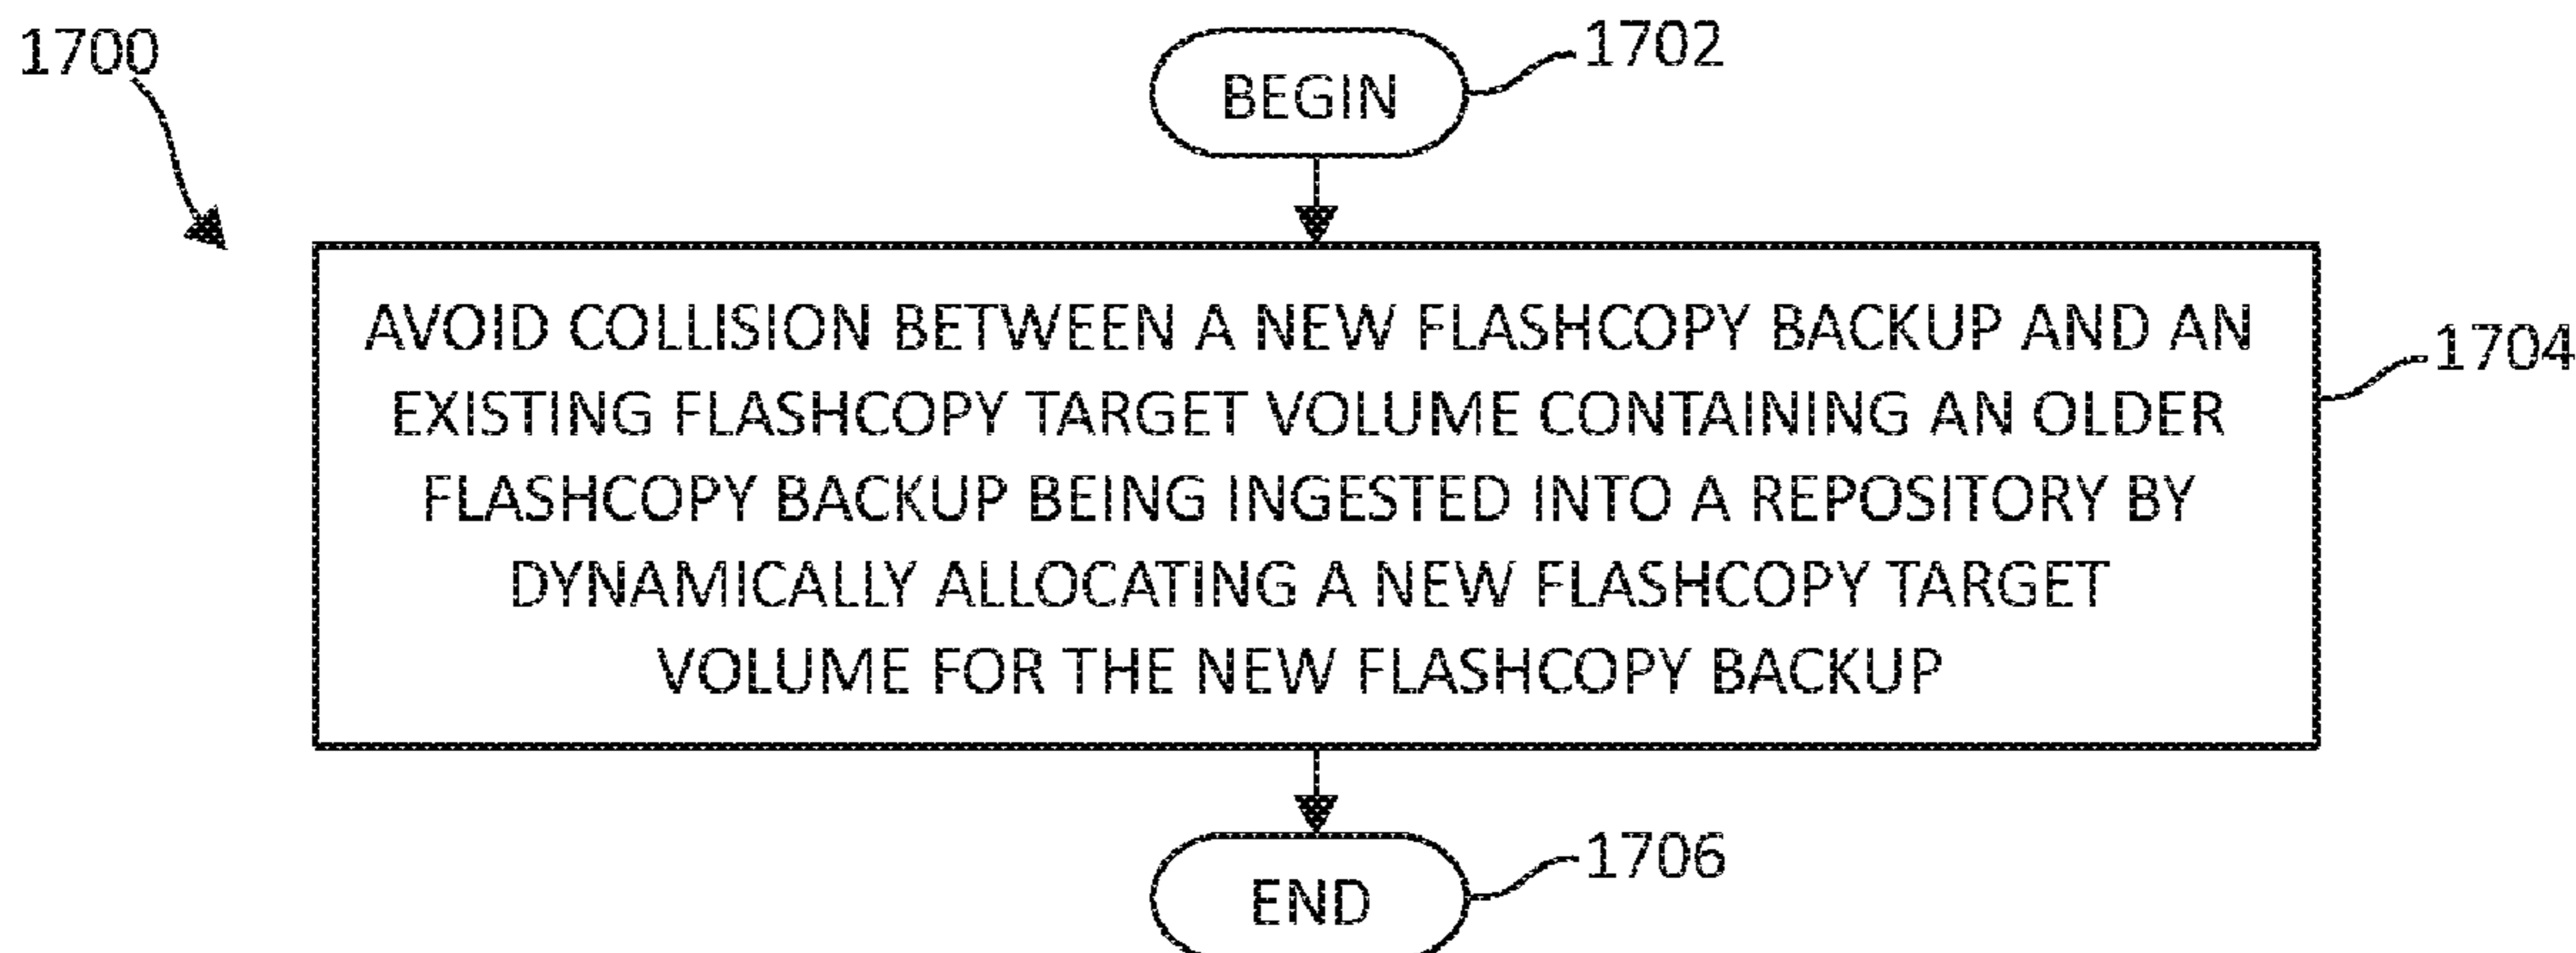 1700
BEGIN
1702
AVOID COLLISION BETWEEN A NEW FLASHCOPY BACKUP AND AN
EXISTING FLASHCOPY TARGET VOLUME CONTAINING AN OLDER
FLASHCOPY BACKUP BEING INGESTED INTO A REPOSITORY BY
DYNAMICALLY ALLOCATING A NEW FLASHCOPY TARGET
VOLUME FOR THE NEW FLASHCOPY BACKUP
1704
END
1706